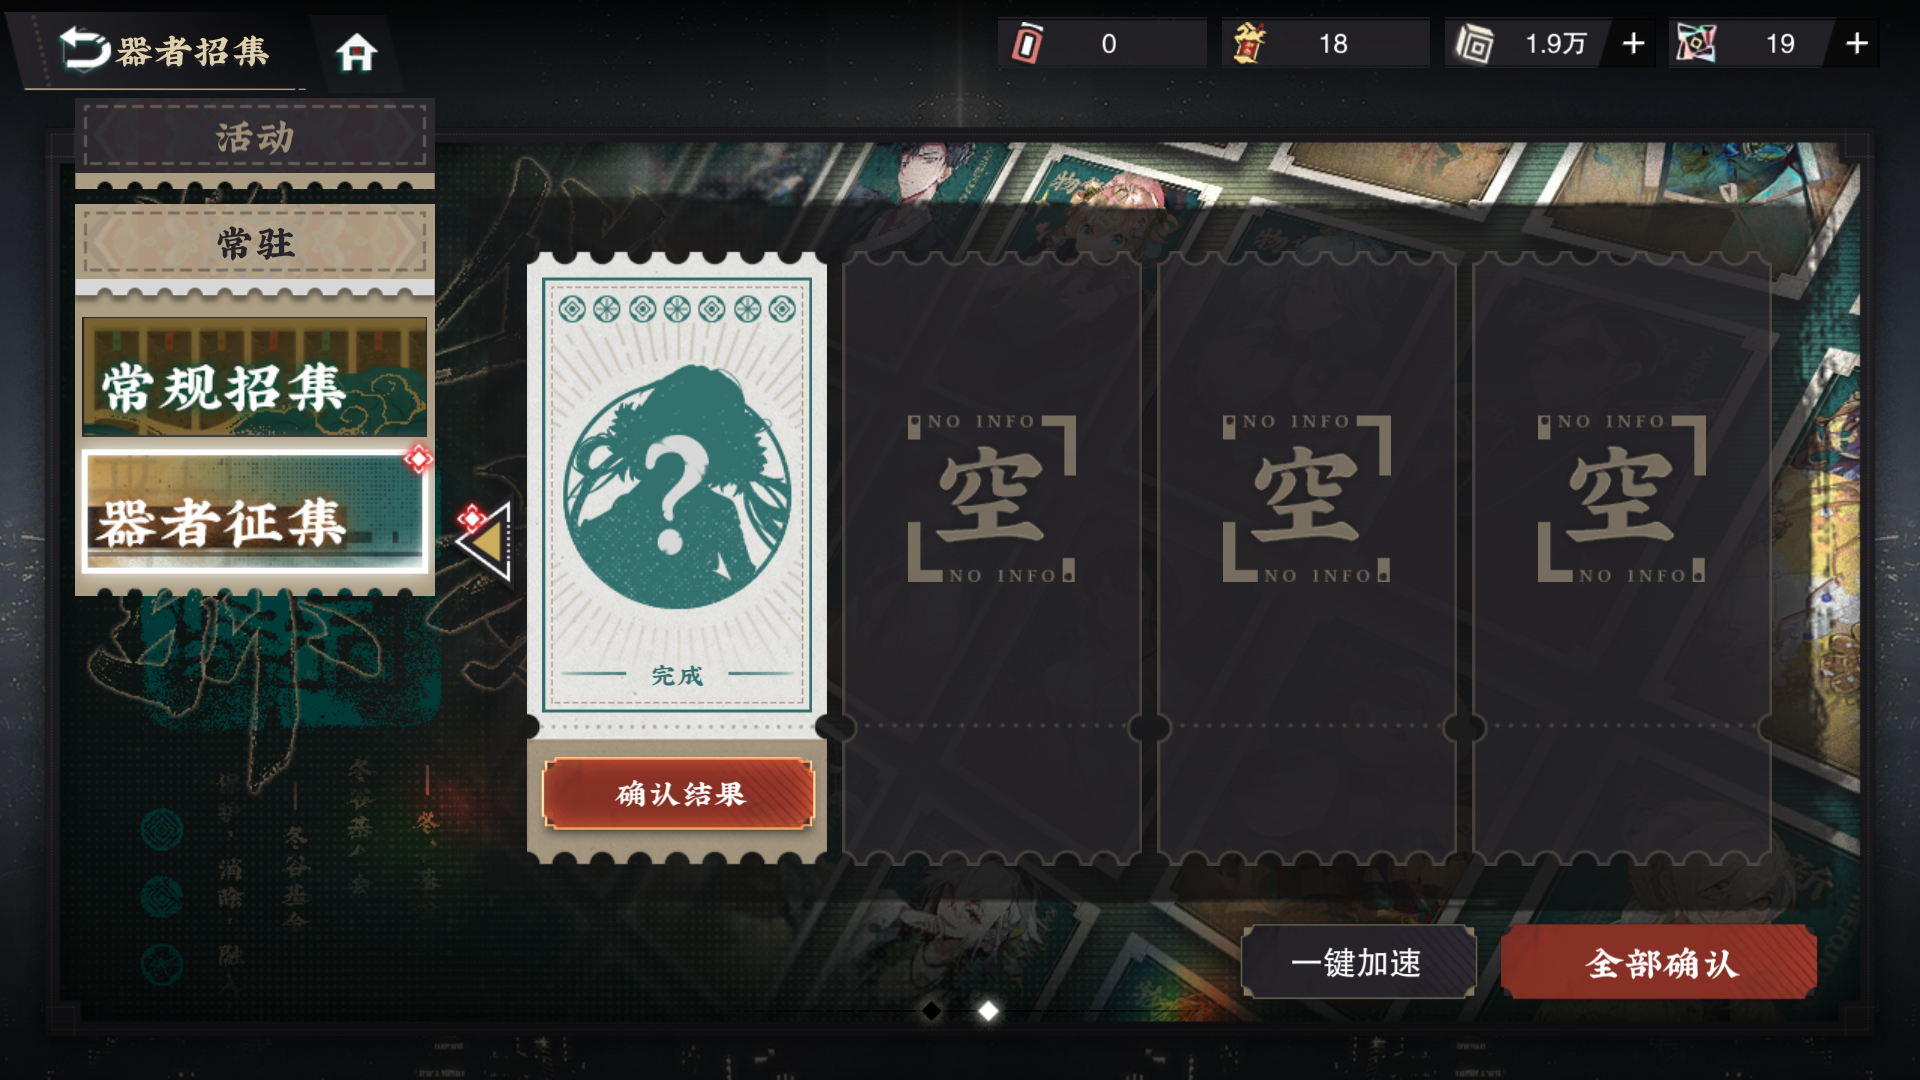 器者招集
0
18
1.9万
19
活动
常驻
常规招集
器者征集
完成
确认结果
NO INFO
空
NO INFO
NO INFO
空
NO INFO
NO INFO
空
NO INFO
一键加速
全部确认